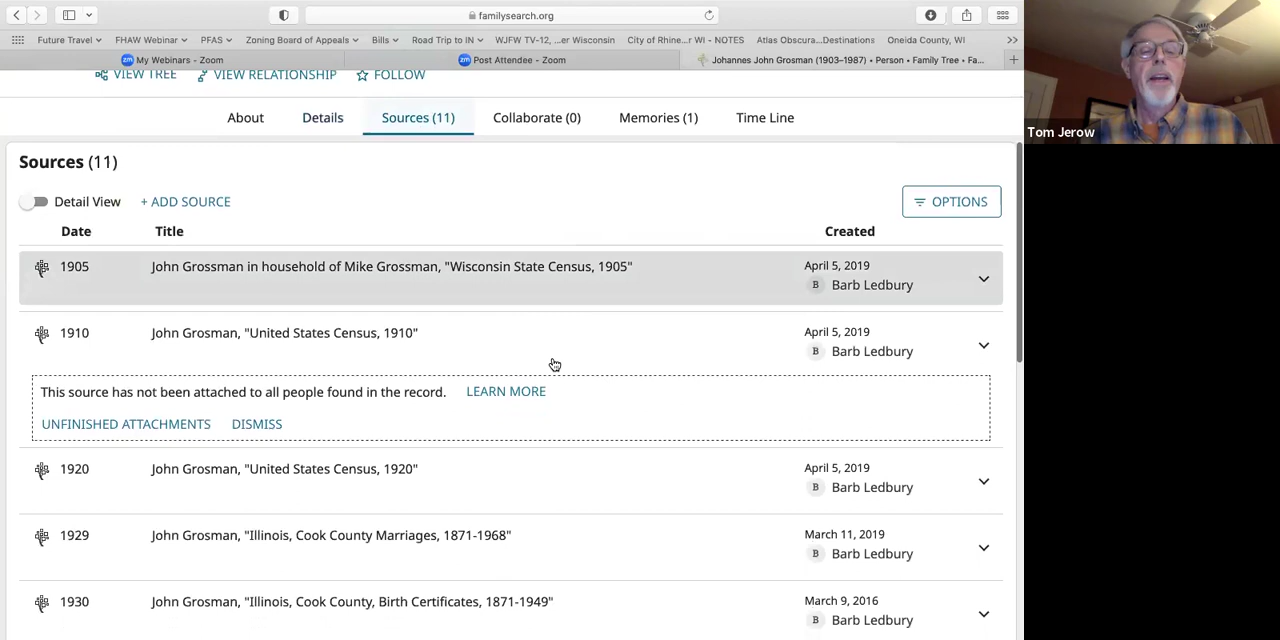 familysearch.org
Future Travel FHAW Webinar PFAS Zoning Board of Appeals Bills Road Trip to IN WJFW TV-12, ...er Wisconsin City of Rhine...r WI - NOTES Atlas Obscura...Destinations Oneida County, WI >>
zm My Webinars - Zoom zm Post Attendee - Zoom Johannes John Grosman (1903–1987) • Person • Family Tree • Fa...
VIEW TREE VIEW RELATIONSHIP FOLLOW
About Details Sources (11) Collaborate (0) Memories (1) Time Line
Sources (11)
Detail View + ADD SOURCE OPTIONS
Date Title Created
1905 John Grossman in household of Mike Grossman, "Wisconsin State Census, 1905" April 5, 2019
B Barb Ledbury
1910 John Grosman, "United States Census, 1910" April 5, 2019
B Barb Ledbury
This source has not been attached to all people found in the record. LEARN MORE
UNFINISHED ATTACHMENTS DISMISS
1920 John Grosman, "United States Census, 1920" April 5, 2019
B Barb Ledbury
1929 John Grosman, "Illinois, Cook County Marriages, 1871-1968" March 11, 2019
B Barb Ledbury
1930 John Grosman, "Illinois, Cook County, Birth Certificates, 1871-1949" March 9, 2016
B Barb Ledbury
Tom Jerow